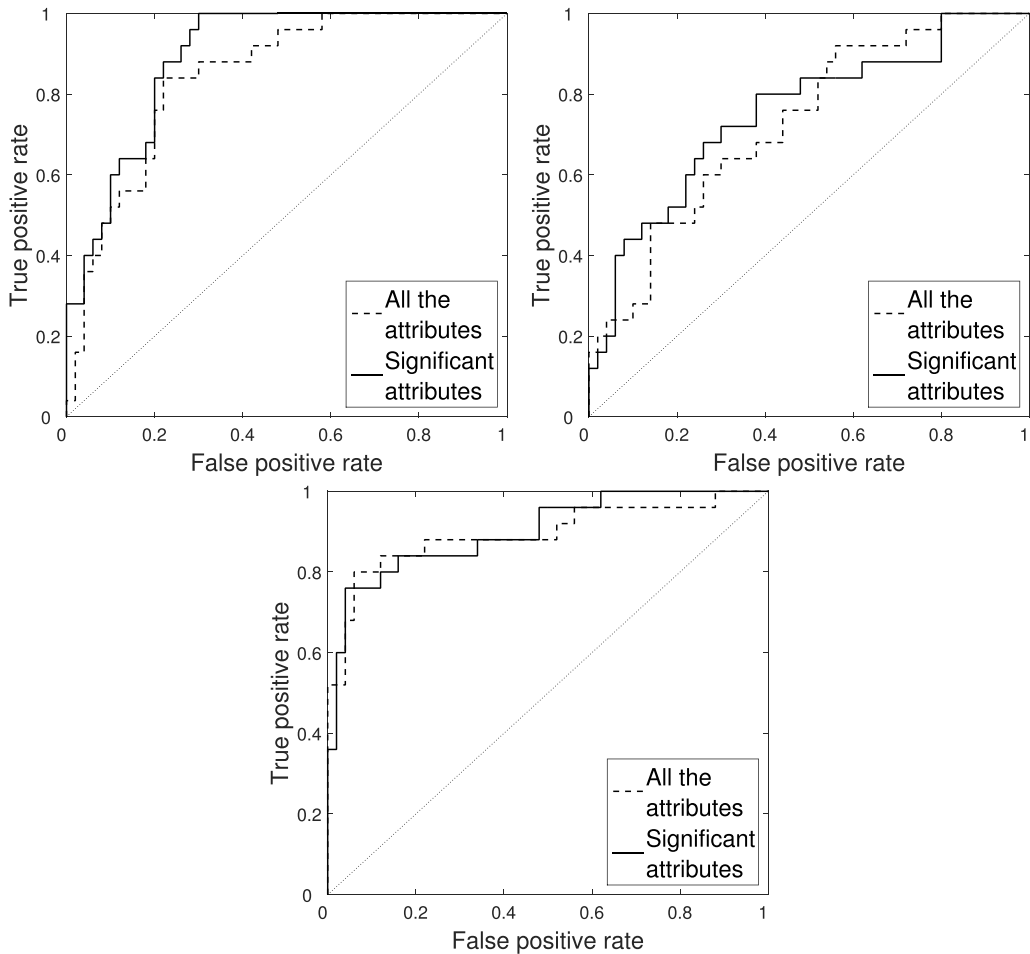 1
0.8
0.6
0.4
0.2
0
True positive rate
0 0.2 0.4 0.6 0.8 1
False positive rate
All the
attributes
Significant
attributes
1
0.8
0.6
0.4
0.2
0
True positive rate
0 0.2 0.4 0.6 0.8 1
False positive rate
All the
attributes
Significant
attributes
1
0.8
0.6
0.4
0.2
0
True positive rate
0 0.2 0.4 0.6 0.8 1
False positive rate
All the
attributes
Significant
attributes